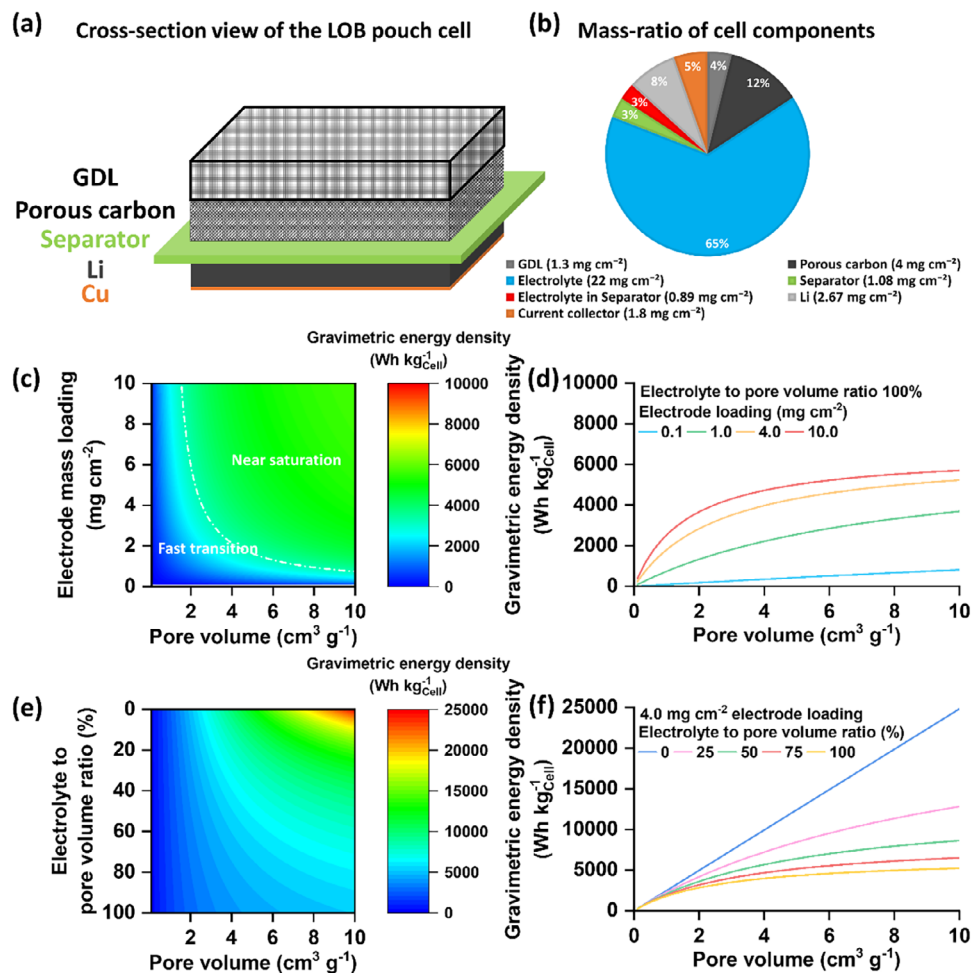 (a) Cross-section view of the LOB pouch cell
GDL
Porous carbon
Separator
Li
Cu
(b) Mass-ratio of cell components
5%
4%
8%
12%
3%
3%
65%
GDL (1.3 mg cm⁻²)
Porous carbon (4 mg cm⁻²)
Electrolyte (22 mg cm⁻²)
Separator (1.08 mg cm⁻²)
Electrolyte in Separator (0.89 mg cm⁻²)
Li (2.67 mg cm⁻²)
Current collector (1.8 mg cm⁻²)
(c)
Gravimetric energy density
(Wh kg⁻¹Cell)
Electrode mass loading
(mg cm⁻²)
10
8
6
4
2
0
Near saturation
Fast transition
0 2 4 6 8 10
Pore volume (cm³ g⁻¹)
10000
8000
6000
4000
2000
0
(d)
Gravimetric energy density
(Wh kg⁻¹Cell)
10000
8000
6000
4000
2000
0
Electrolyte to pore volume ratio 100%
Electrode loading (mg cm⁻²)
0.1 1.0 4.0 10.0
0 2 4 6 8 10
Pore volume (cm³ g⁻¹)
(e)
Gravimetric energy density
(Wh kg⁻¹Cell)
Electrolyte to
pore volume ratio (%)
0
20
40
60
80
100
0 2 4 6 8 10
Pore volume (cm³ g⁻¹)
25000
20000
15000
10000
5000
0
(f)
Gravimetric energy density
(Wh kg⁻¹Cell)
25000
20000
15000
10000
5000
0
4.0 mg cm⁻² electrode loading
Electrolyte to pore volume ratio (%)
0 25 50 75 100
0 2 4 6 8 10
Pore volume (cm³ g⁻¹)